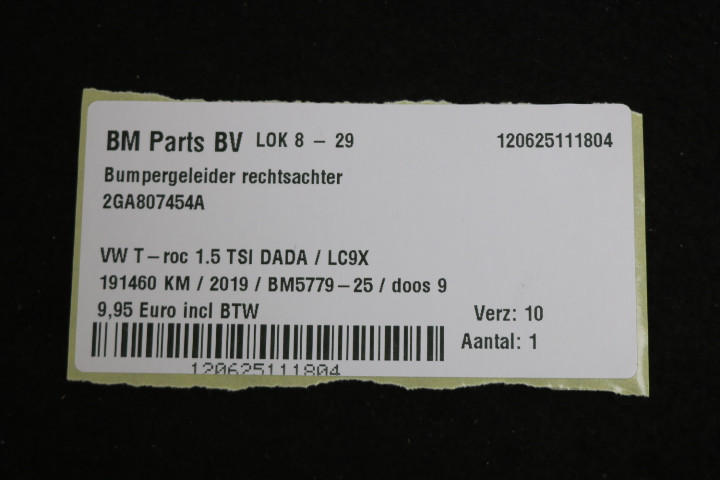 BM Parts BV LOK 8 - 29 120625111804
Bumpergeleider rechtsachter
2GA807454A
VW T-roc 1.5 TSI DADA / LC9X
191460 KM / 2019 / BM5779-25 / doos 9
9,95 Euro incl BTW Verz: 10
Aantal: 1
120625111804